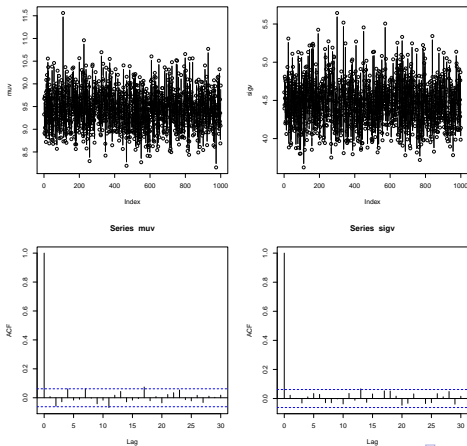 muv
8.5 9.0 9.5 10.0 10.5 11.0 11.5
0 200 400 600 800 1000
Index
sigv
4.0 4.5 5.0 5.5
0 200 400 600 800 1000
Index
Series muv
ACF
0.0 0.2 0.4 0.6 0.8 1.0
0 5 10 15 20 25 30
Lag
Series sigv
ACF
0.0 0.2 0.4 0.6 0.8 1.0
0 5 10 15 20 25 30
Lag